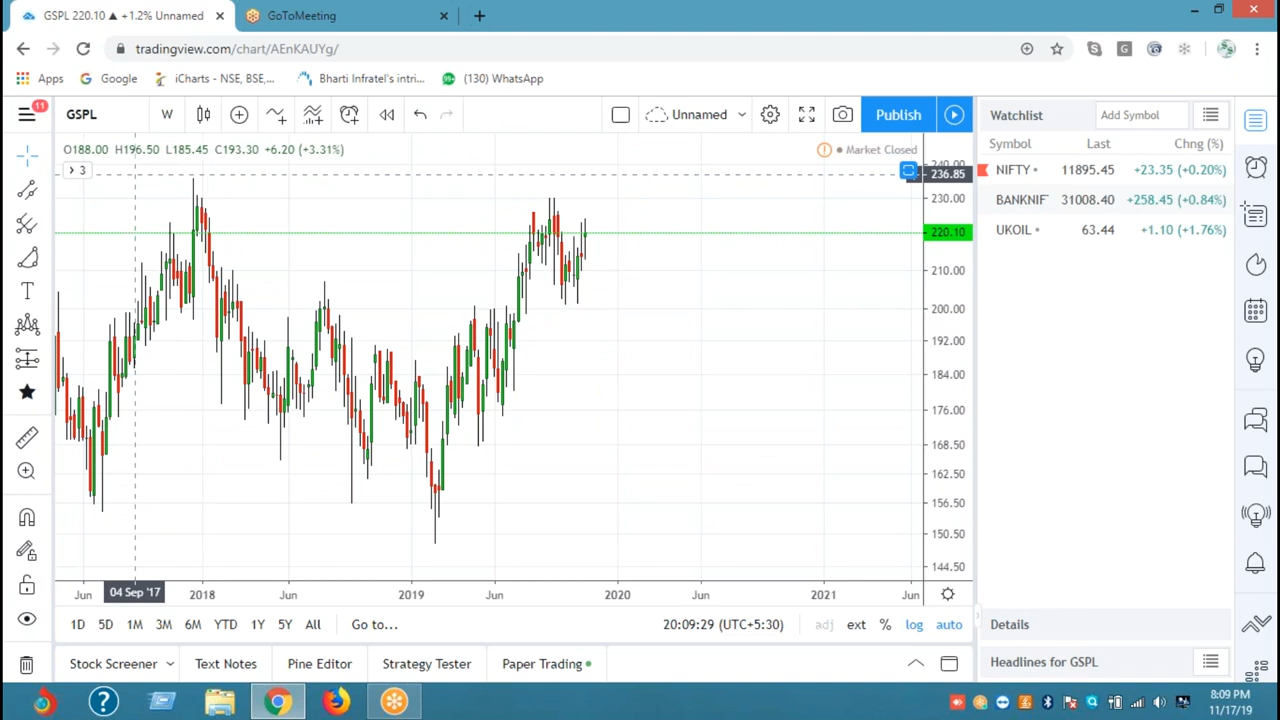 GSPL 220.10 ▲ +1.2% Unnamed
GoToMeeting
tradingview.com/chart/AEnKAUYg/
Apps
Google
iCharts - NSE, BSE,...
Bharti Infratel's intri...
99+
(130) WhatsApp
11
GSPL
W
Unnamed
Publish
Watchlist
Add Symbol
O188.00 H196.50 L185.45 C193.30 +6.20 (+3.31%)
Market Closed
3
Symbol Last Chng (%)
NIFTY 11895.45 +23.35 (+0.20%)
BANKNIF 31008.40 +258.45 (+0.84%)
UKOIL 63.44 +1.10 (+1.76%)
240.00
236.85
230.00
220.10
210.00
200.00
192.00
184.00
176.00
168.50
162.50
156.50
150.50
144.50
Jun 04 Sep '17 2018 Jun 2019 Jun 2020 Jun 2021 Jun
1D 5D 1M 3M 6M YTD 1Y 5Y All Go to...
20:09:29 (UTC+5:30) adj ext % log auto
Details
Stock Screener Text Notes Pine Editor Strategy Tester Paper Trading
Headlines for GSPL
8:09 PM
11/17/19